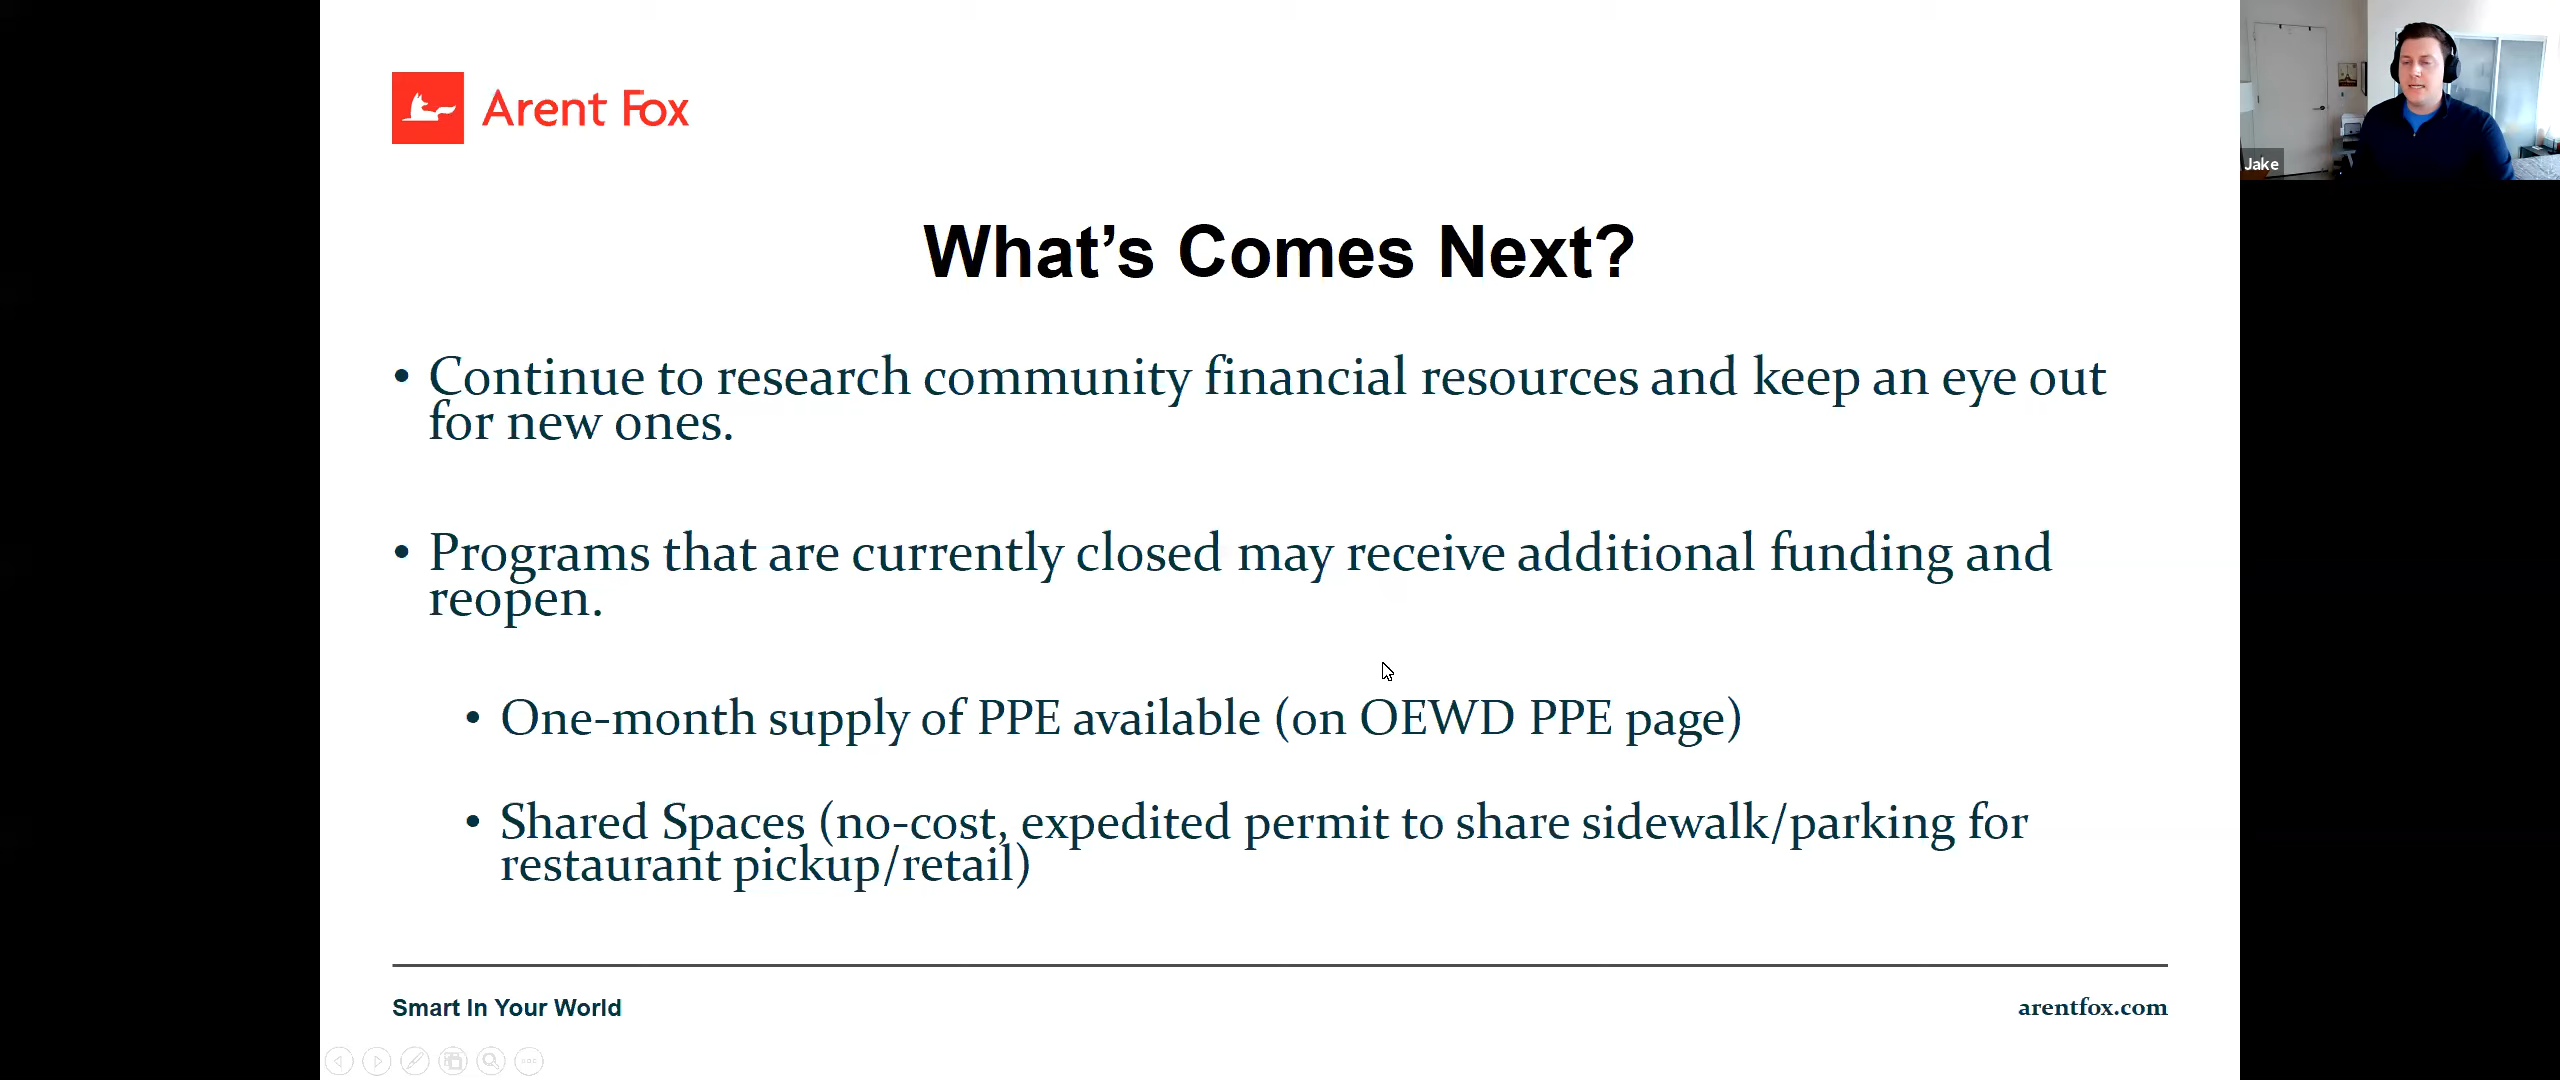 Arent Fox
Jake
What's Comes Next?
• Continue to research community financial resources and keep an eye out
for new ones.
• Programs that are currently closed may receive additional funding and
reopen.
• One-month supply of PPE available (on OEWD PPE page)
• Shared Spaces (no-cost, expedited permit to share sidewalk/parking for
restaurant pickup/retail)
Smart In Your World
arentfox.com